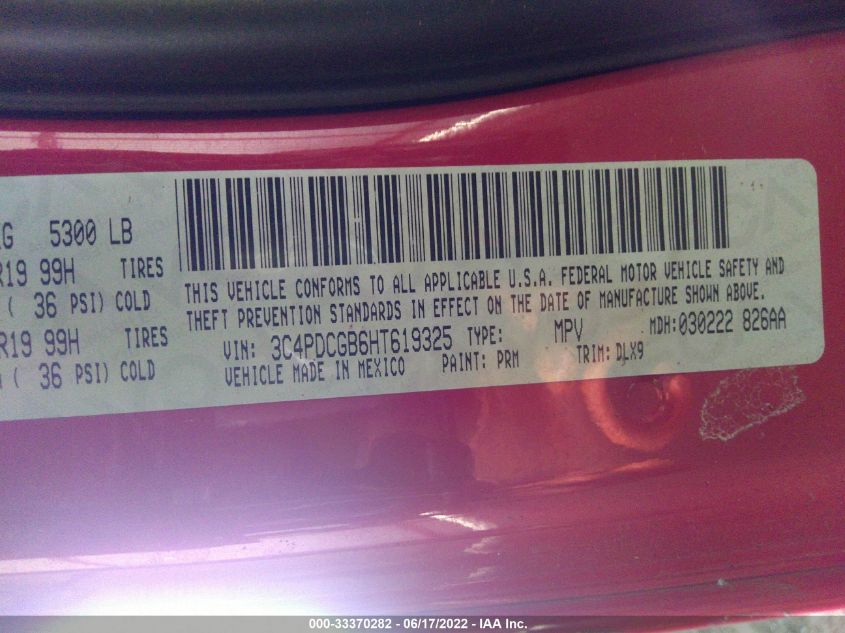 KG 5300 LB
R19 99H TIRES
( 36 PSI) COLD
R19 99H TIRES
( 36 PSI) COLD
THIS VEHICLE CONFORMS TO ALL APPLICABLE U.S.A. FEDERAL MOTOR VEHICLE SAFETY AND
THEFT PREVENTION STANDARDS IN EFFECT ON THE DATE OF MANUFACTURE SHOWN ABOVE.
VIN: 3C4PDCGB6HT619325 TYPE: MPV MDH:030222 826AA
VEHICLE MADE IN MEXICO PAINT: PRM TRIM: DLX9
000-33370282 - 06/17/2022 - IAA Inc.